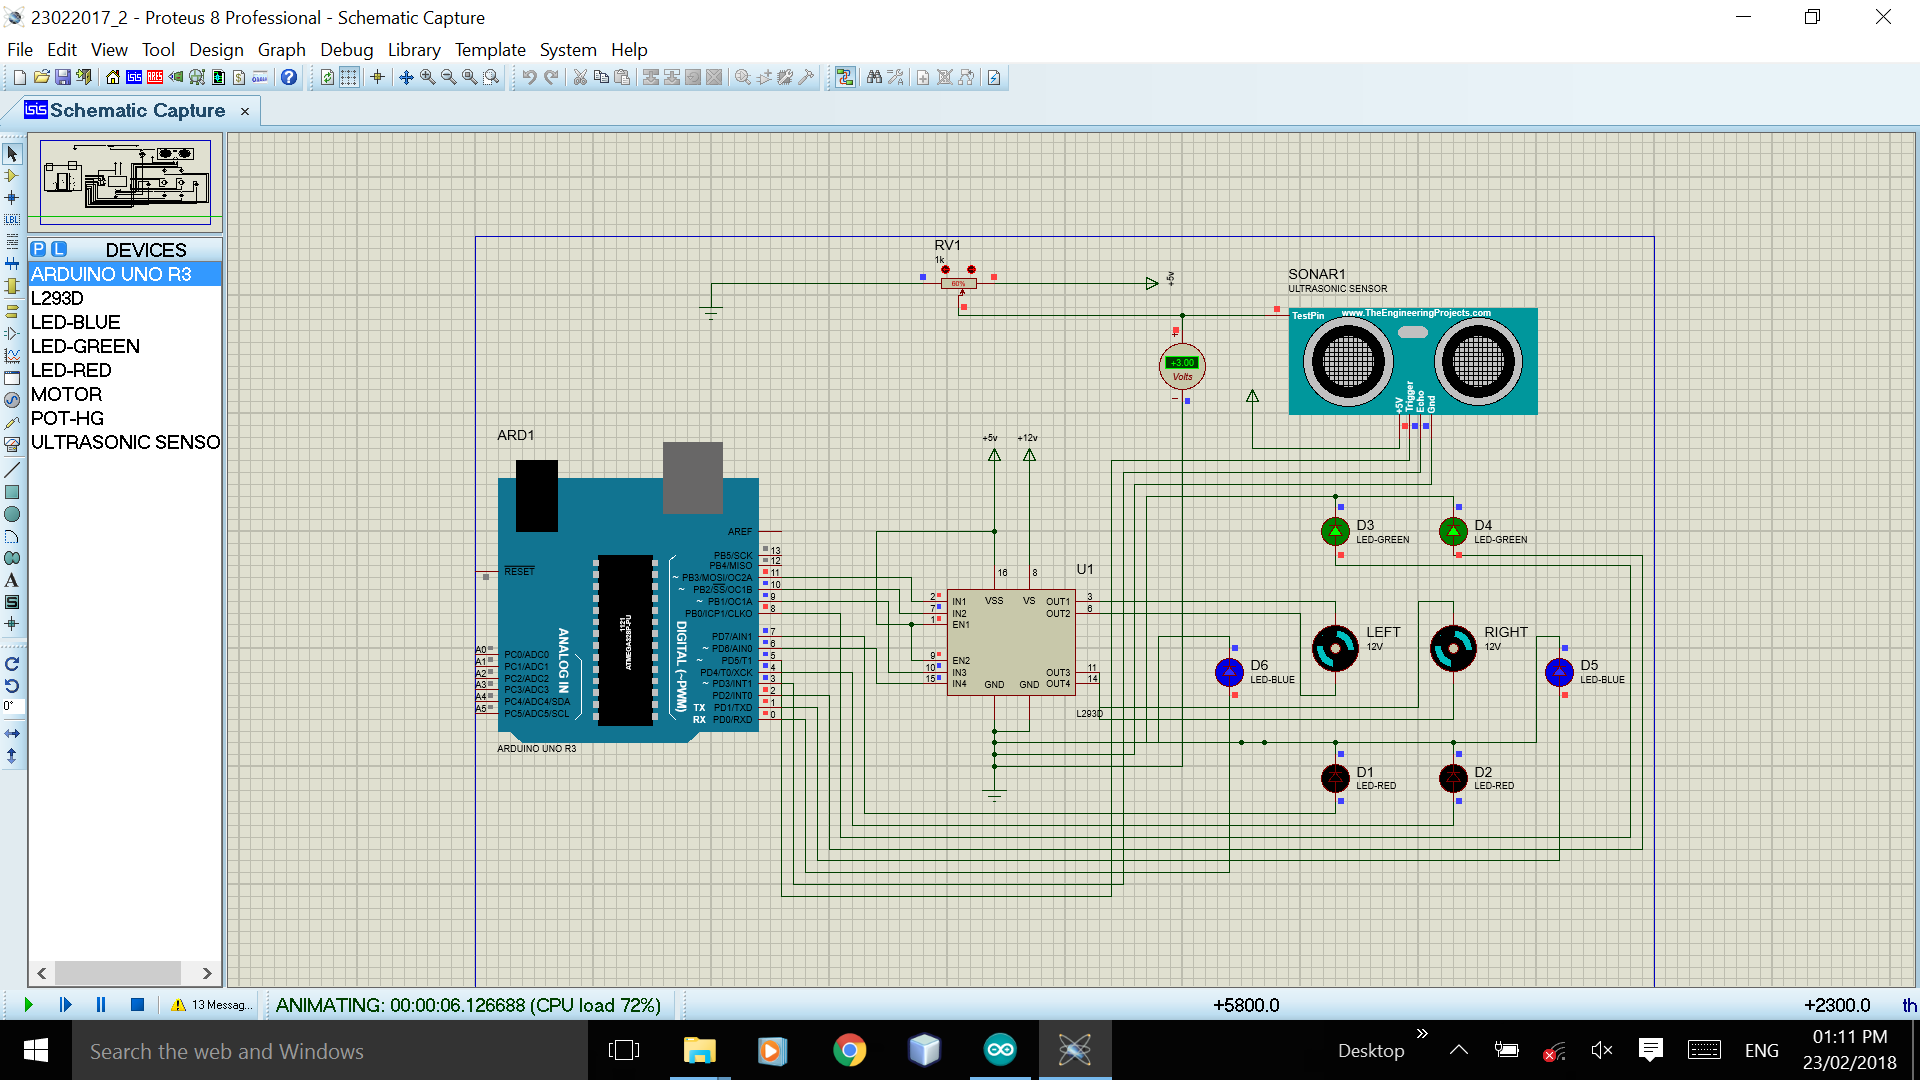 23022017_2 - Proteus 8 Professional - Schematic Capture
File Edit View Tool Design Graph Debug Library Template System Help
isis ARES
isis Schematic Capture ×
P L DEVICES
ARDUINO UNO R3
L293D
LED-BLUE
LED-GREEN
LED-RED
MOTOR
POT-HG
ULTRASONIC SENSO
LBL
A
S
0°
RV1
1k
60%
+5v
SONAR1
ULTRASONIC SENSOR
TestPin www.TheEngineeringProjects.com
+5V
Trigger
Echo
Gnd
+
+3.00
Volts
−
ARD1
AREF
RESET
PB5/SCK 13
PB4/MISO 12
~ PB3/MOSI/OC2A 11
~ PB2/SS/OC1B 10
~ PB1/OC1A 9
PB0/ICP1/CLKO 8
PD7/AIN1 7
~ PD6/AIN0 6
~ PD5/T1 5
PD4/T0/XCK 4
~ PD3/INT1 3
PD2/INT0 2
TX PD1/TXD 1
RX PD0/RXD 0
DIGITAL (~PWM)
ANALOG IN
1121
ATMEGA328P-PU
A0 PC0/ADC0
A1 PC1/ADC1
A2 PC2/ADC2
A3 PC3/ADC3
A4 PC4/ADC4/SDA
A5 PC5/ADC5/SCL
ARDUINO UNO R3
+5v +12v
16 8
U1
VSS VS
2 IN1
7 IN2
1 EN1
9 EN2
10 IN3
15 IN4
OUT1 3
OUT2 6
OUT3 11
OUT4 14
GND GND
L293D
D3
LED-GREEN
D4
LED-GREEN
LEFT
12V
RIGHT
12V
D6
LED-BLUE
D5
LED-BLUE
D1
LED-RED
D2
LED-RED
13 Messag...
ANIMATING: 00:00:06.126688 (CPU load 72%)
+5800.0
+2300.0 th
Search the web and Windows
Desktop
ENG
01:11 PM
23/02/2018